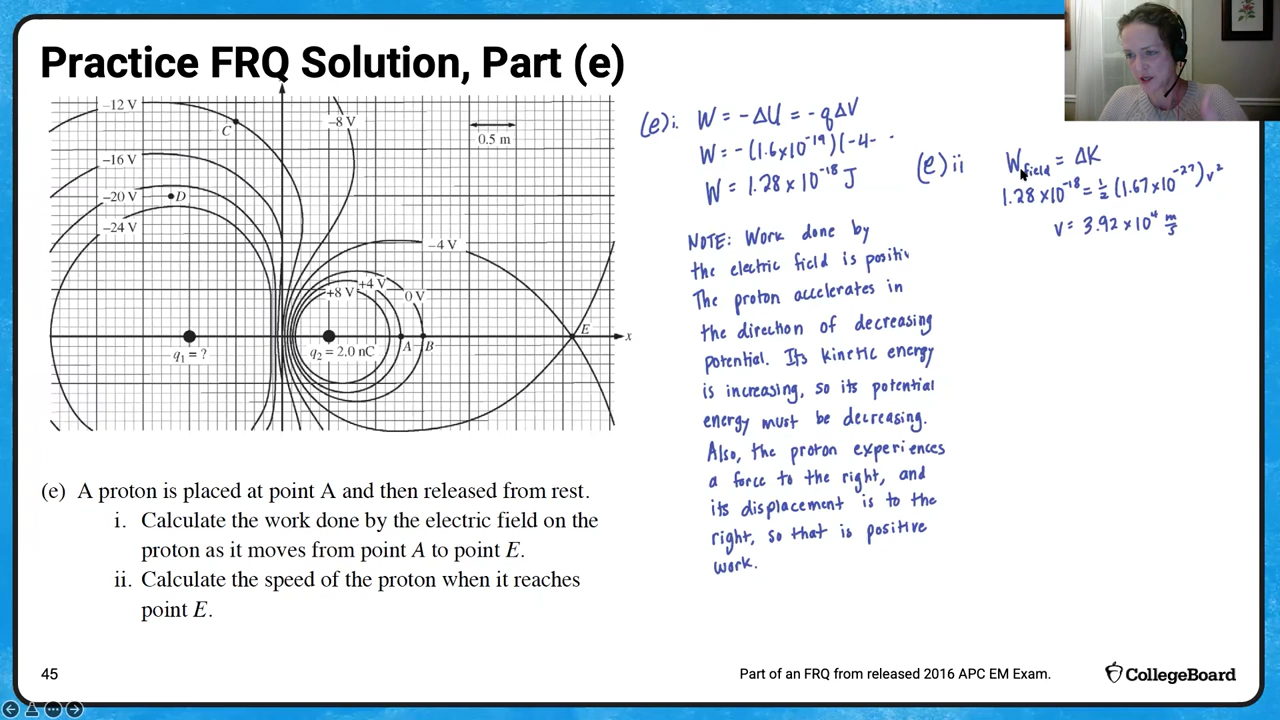 Practice FRQ Solution, Part (e)
−12 V
−8 V
C
0.5 m
−16 V
−20 V
D
−24 V
−4 V
+4 V
+8 V
0 V
E
x
A
B
q₁ = ?
q₂ = 2.0 nC
(e) A proton is placed at point A and then released from rest.
i. Calculate the work done by the electric field on the
proton as it moves from point A to point E.
ii. Calculate the speed of the proton when it reaches
point E.
(e) i. W = −ΔU = −qΔV
W = −(1.6×10⁻¹⁹)(−4−
W = 1.28 × 10⁻¹⁸ J
NOTE: Work done by
the electric field is
The proton accelerates in
the direction of decreasing
potential. Its kinetic energy
is increasing, so its potential
energy must be decreasing.
Also, the proton experiences
a force to the right, and
its displacement is to the
right, so that is positive
work.
(e) ii W_field = ΔK
1.28×10⁻¹⁸ = ½ (1.67×10⁻²⁷) v²
v = 3.92 × 10⁴ m/s
45
Part of an FRQ from released 2016 APC EM Exam.
CollegeBoard